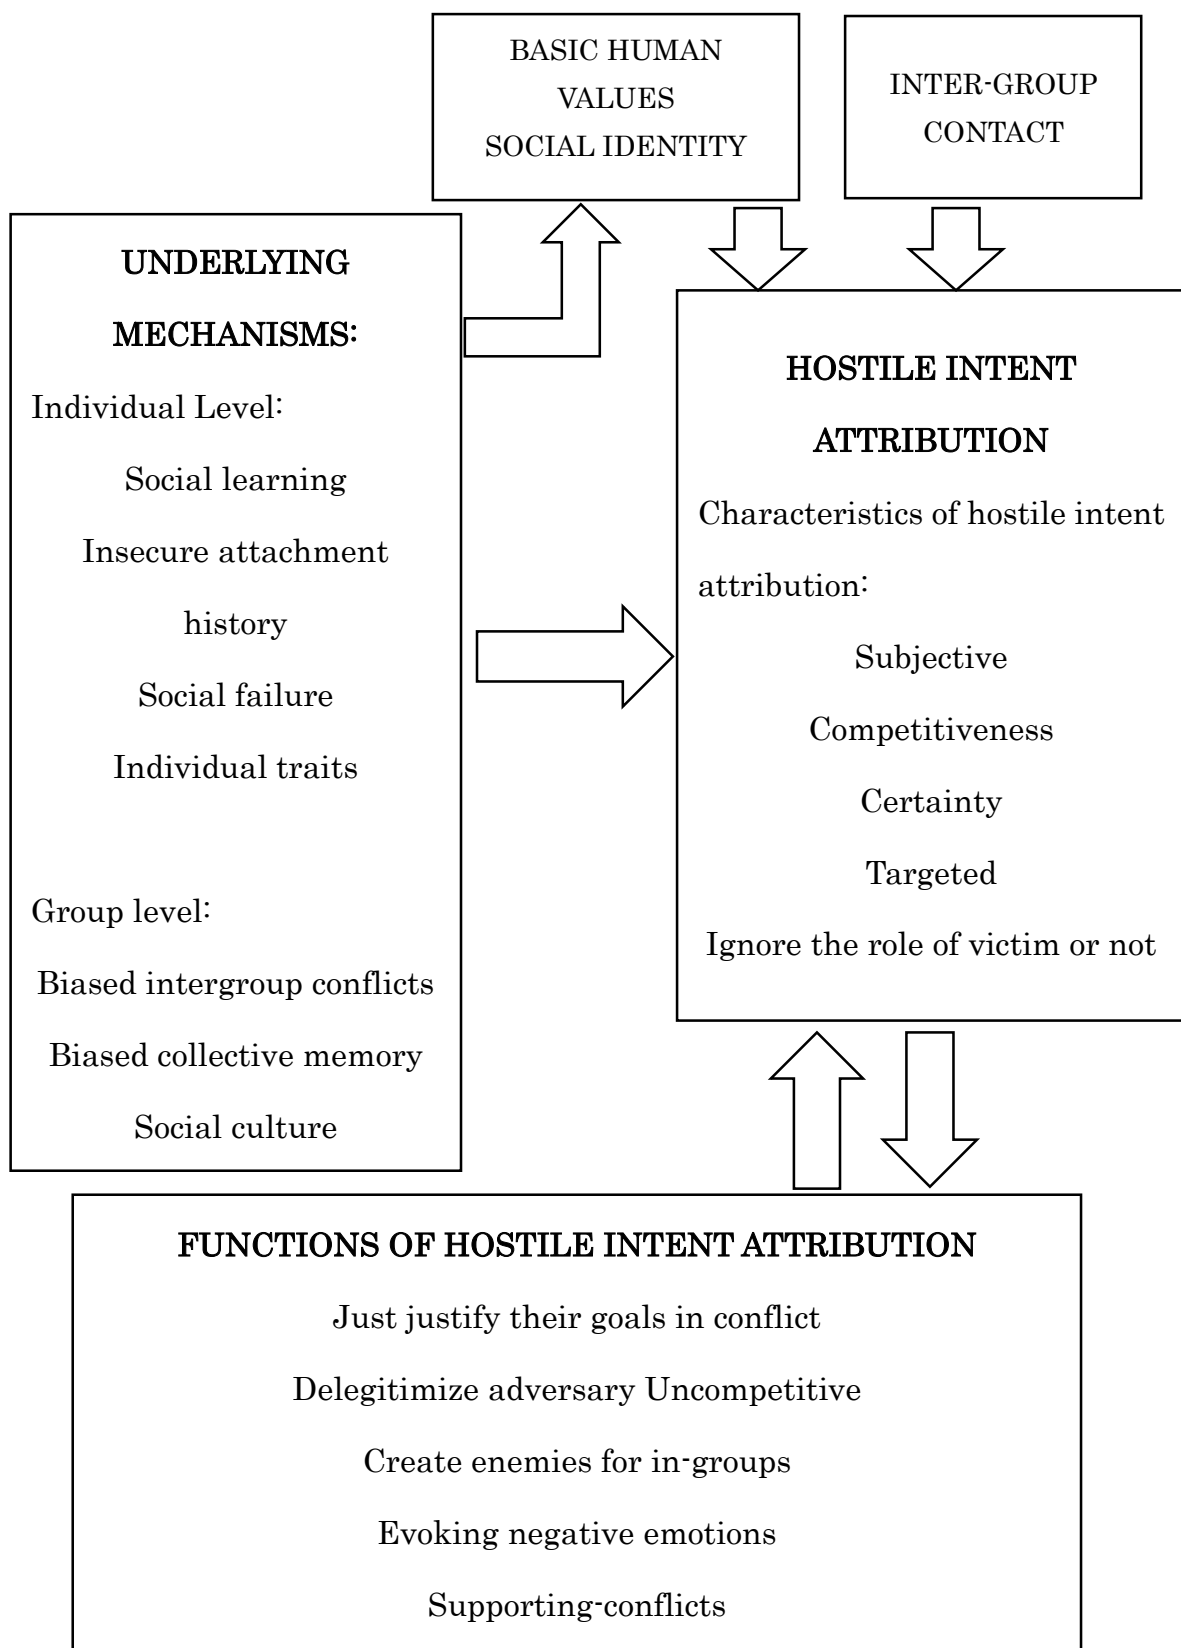 BASIC HUMAN
VALUES
SOCIAL IDENTITY
INTER-GROUP
CONTACT
UNDERLYING
MECHANISMS:
Individual Level:
Social learning
Insecure attachment
history
Social failure
Individual traits
Group level:
Biased intergroup conflicts
Biased collective memory
Social culture
HOSTILE INTENT
ATTRIBUTION
Characteristics of hostile intent
attribution:
Subjective
Competitiveness
Certainty
Targeted
Ignore the role of victim or not
FUNCTIONS OF HOSTILE INTENT ATTRIBUTION
Just justify their goals in conflict
Delegitimize adversary Uncompetitive
Create enemies for in-groups
Evoking negative emotions
Supporting-conflicts